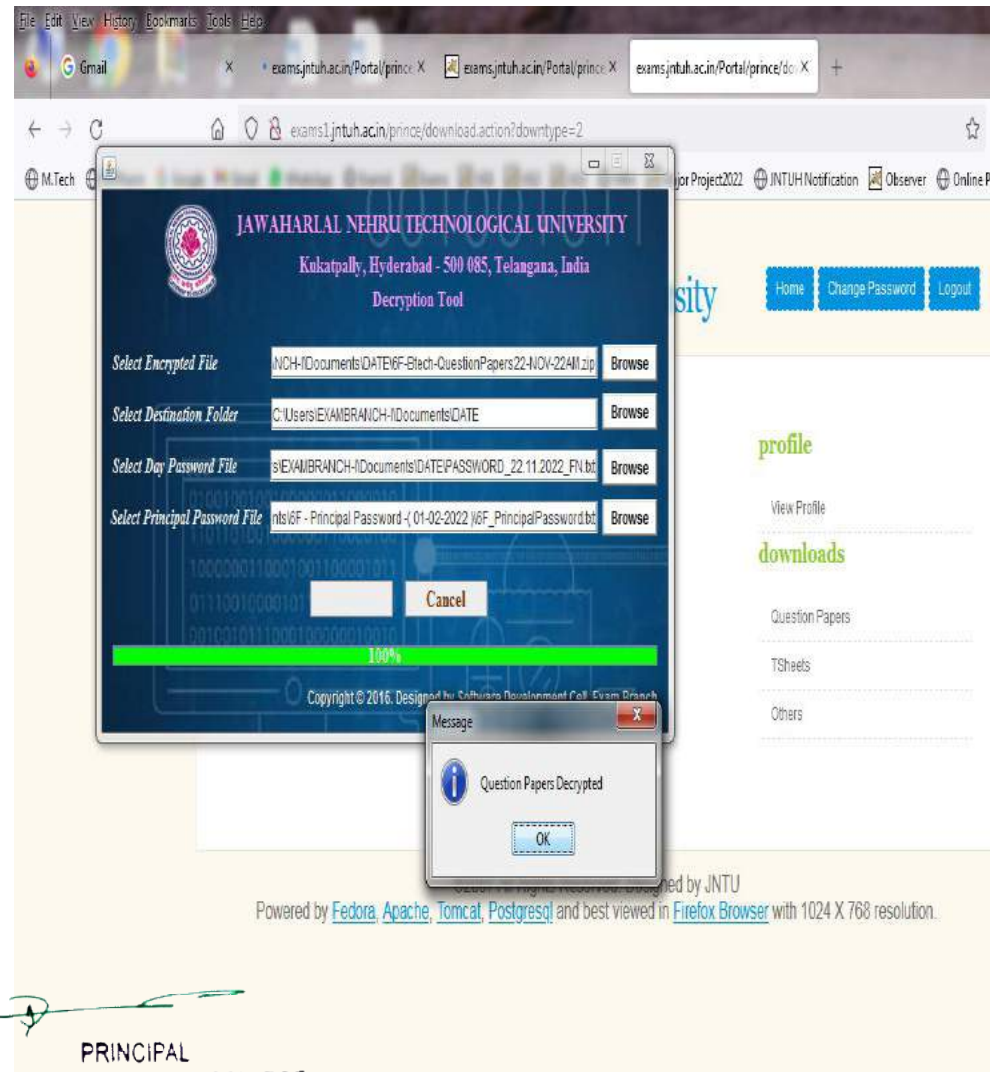 File Edit View History Bookmarks Tools Help
Gmail
exams.jntuh.ac.in/Portal/prince
exams.jntuh.ac.in/Portal/prince
exams.jntuh.ac.in/Portal/prince/do
exams1.jntuh.ac.in/prince/download.action?downtype=2
M.Tech
jor Project2022 JNTUH Notification Observer Online P
JAWAHARLAL NEHRU TECHNOLOGICAL UNIVERSITY
Kukatpally, Hyderabad - 500 085, Telangana, India
Decryption Tool
Select Encrypted File \NCH-I\Documents\DATE\6F-Btech-QuestionPapers22-NOV-22AM.zip Browse
Select Destination Folder C:\Users\EXAMBRANCH-I\Documents\DATE Browse
Select Day Password File s\EXAMBRANCH-I\Documents\DATE\PASSWORD_22.11.2022_FN.txt Browse
Select Principal Password File nts\6F - Principal Password -( 01-02-2022 )\6F_PrincipalPassword.txt Browse
Cancel
100%
Copyright © 2016. Designed by Software Development Cell, Exam Branch
sity
Home Change Password Logout
profile
View Profile
downloads
Question Papers
TSheets
Others
Message X
Question Papers Decrypted
OK
ned by JNTU
Powered by Fedora, Apache, Tomcat, Postgresql and best viewed in Firefox Browser with 1024 X 768 resolution.
PRINCIPAL